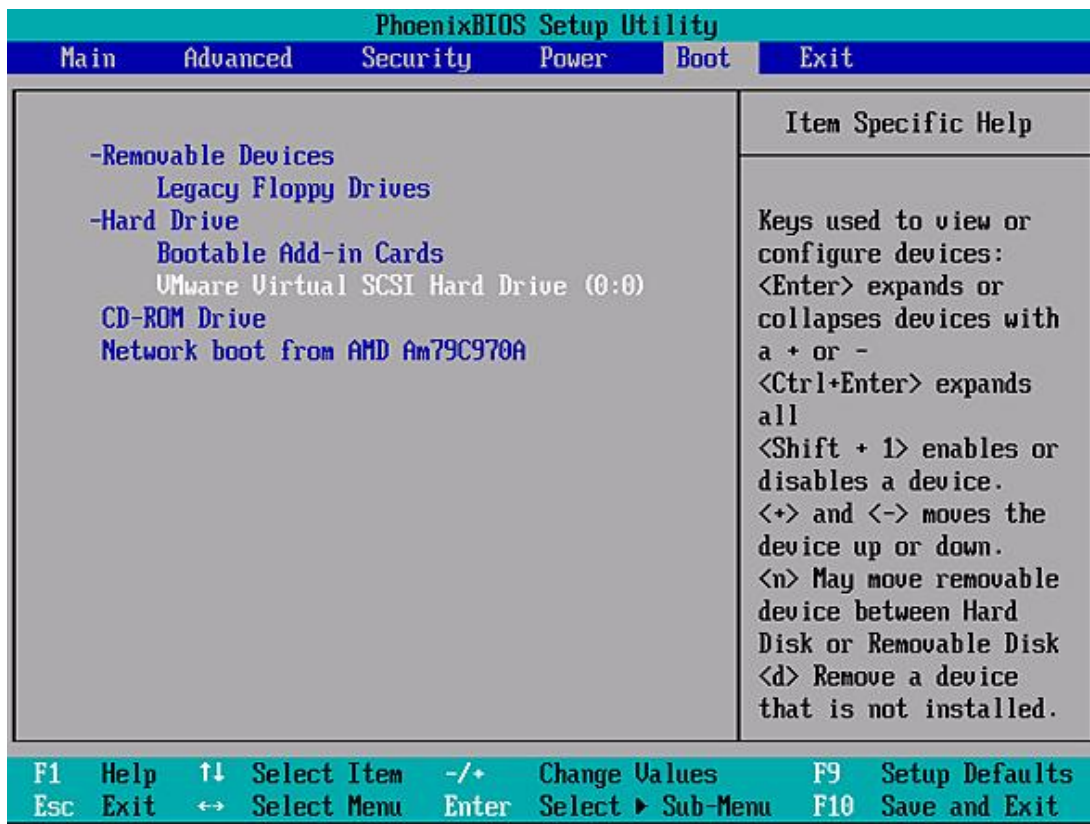 PhoenixBIOS Setup Utility
Main Advanced Security Power Boot Exit
-Removable Devices
Legacy Floppy Drives
-Hard Drive
Bootable Add-in Cards
VMware Virtual SCSI Hard Drive (0:0)
CD-ROM Drive
Network boot from AMD Am79C970A
Item Specific Help
Keys used to view or
configure devices:
<Enter> expands or
collapses devices with
a + or -
<Ctrl+Enter> expands
all
<Shift + 1> enables or
disables a device.
<+> and <-> moves the
device up or down.
<n> May move removable
device between Hard
Disk or Removable Disk
<d> Remove a device
that is not installed.
F1 Help ↑↓ Select Item -/+ Change Values F9 Setup Defaults
Esc Exit ↔ Select Menu Enter Select ▶ Sub-Menu F10 Save and Exit